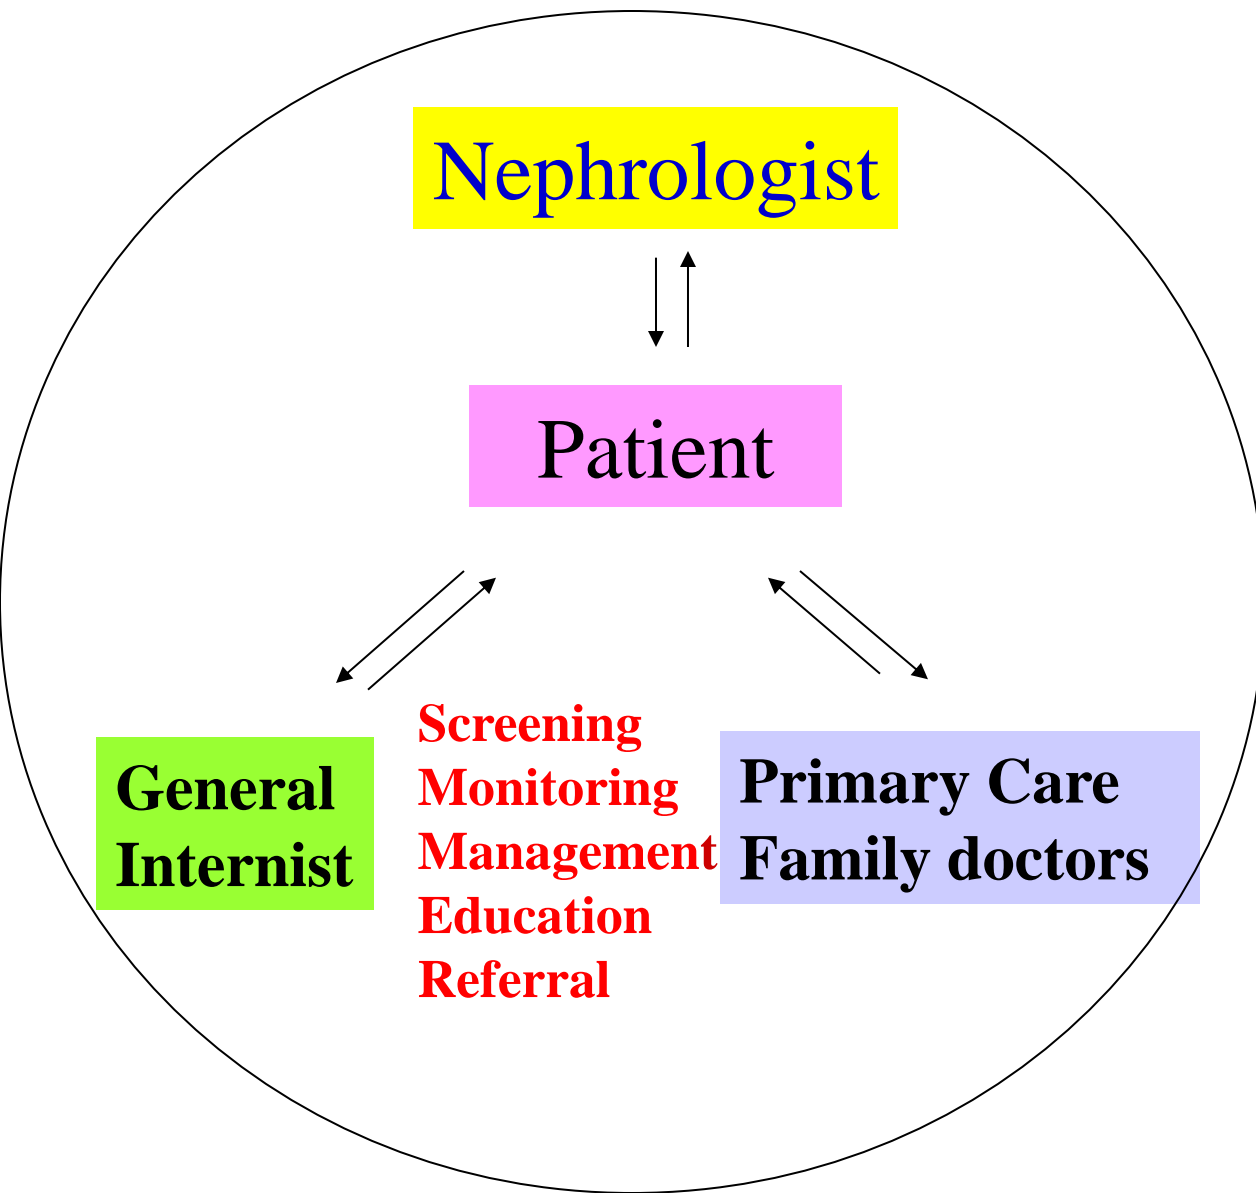 Nephrologist
Patient
General
Internist
Screening
Monitoring
Management
Education
Referral
Primary Care
Family doctors